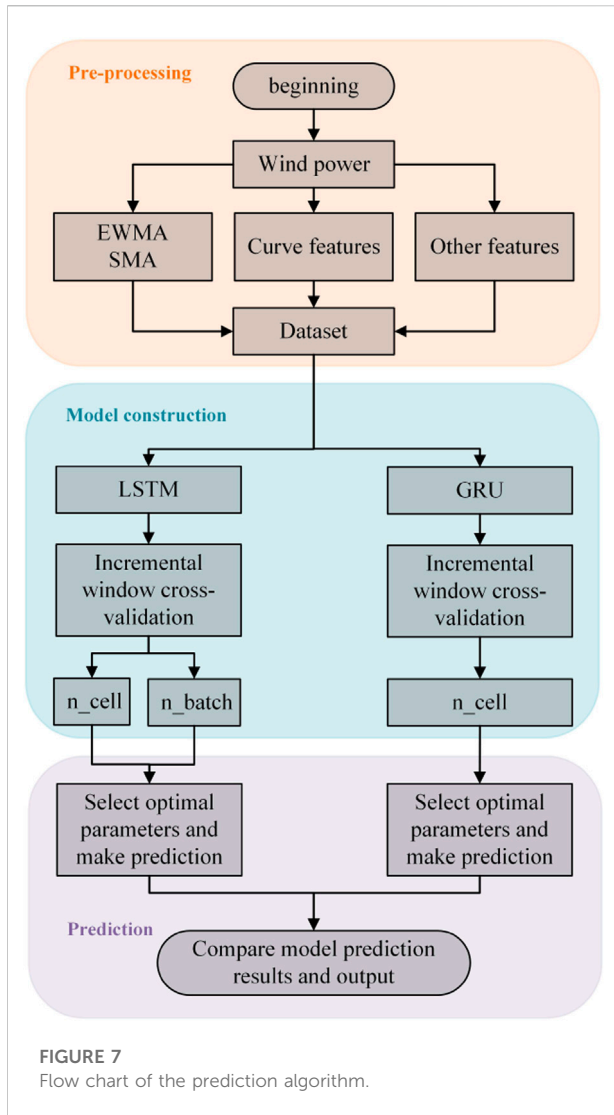 Pre-processing
beginning
Wind power
EWMA
SMA
Curve features
Other features
Dataset
Model construction
LSTM
GRU
Incremental
window cross-
validation
Incremental
window cross-
validation
n_cell
n_batch
n_cell
Select optimal
parameters and
make prediction
Select optimal
parameters and
make prediction
Prediction
Compare model prediction
results and output
FIGURE 7
Flow chart of the prediction algorithm.